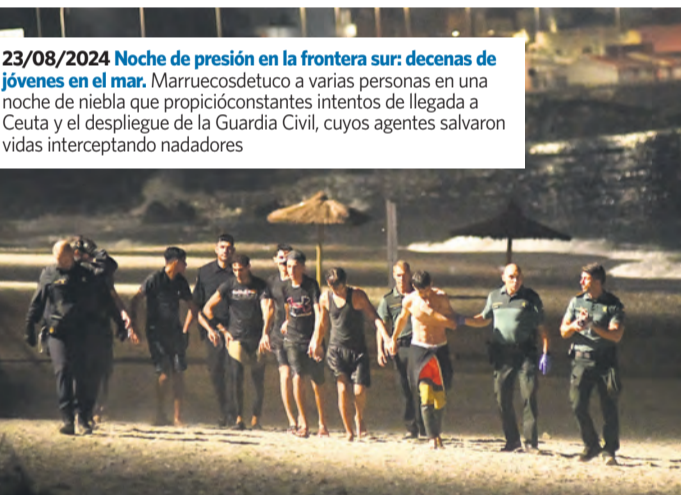 23/08/2024 Noche de presión en la frontera sur: decenas de
jóvenes en el mar. Marruecosdetuco a varias personas en una
noche de niebla que propicióconstantes intentos de llegada a
Ceuta y el despliegue de la Guardia Civil, cuyos agentes salvaron
vidas interceptando nadadores